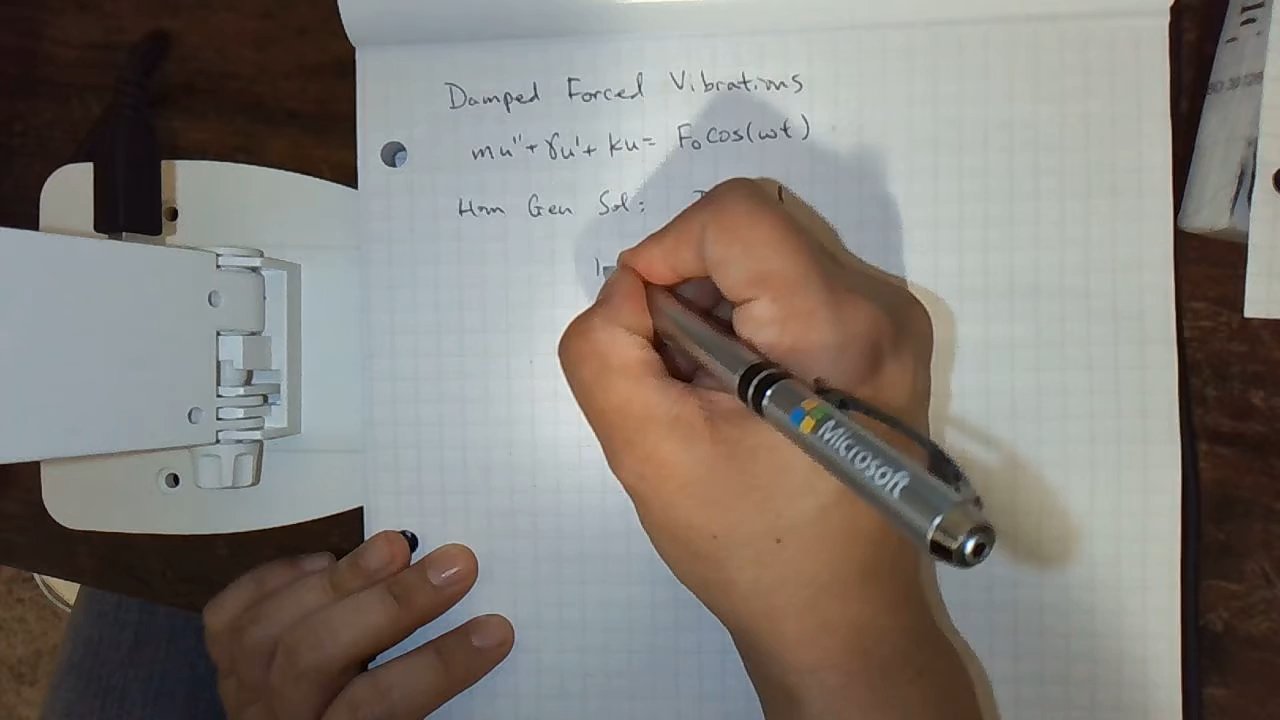 Damped Forced Vibrations
mu'' + γu' + ku = F₀cos(ωt)
Hom Gen Sol:
Microsoft